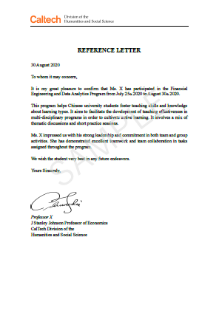 Caltech Division of the
Humanities and Social Science
REFERENCE LETTER
30 August 2020
To whom it may concern,
It is my great pleasure to confirm that Ms. X has participated in the Financial
Engineering and Data Analytics Program from July 25th 2020 to August 30th 2020.
This program helps Chinese university students foster teaching skills and knowledge
about learning types. It aims to facilitate the development of teaching effectiveness in
multi-disciplinary programs in order to cultivate active learning. It involves a mix of
thematic discussions and short practice sessions.
Ms. X impressed us with his strong leadership and commitment in both team and group
activities. She has demonstrated excellent teamwork and team collaboration in tasks
assigned throughout the program.
We wish the student very best in any future endeavors.
Yours Sincerely,
SAMPLE
Professor X
J Stanley Johnson Professor of Economics
CalTech Division of the
Humanities and Social Science